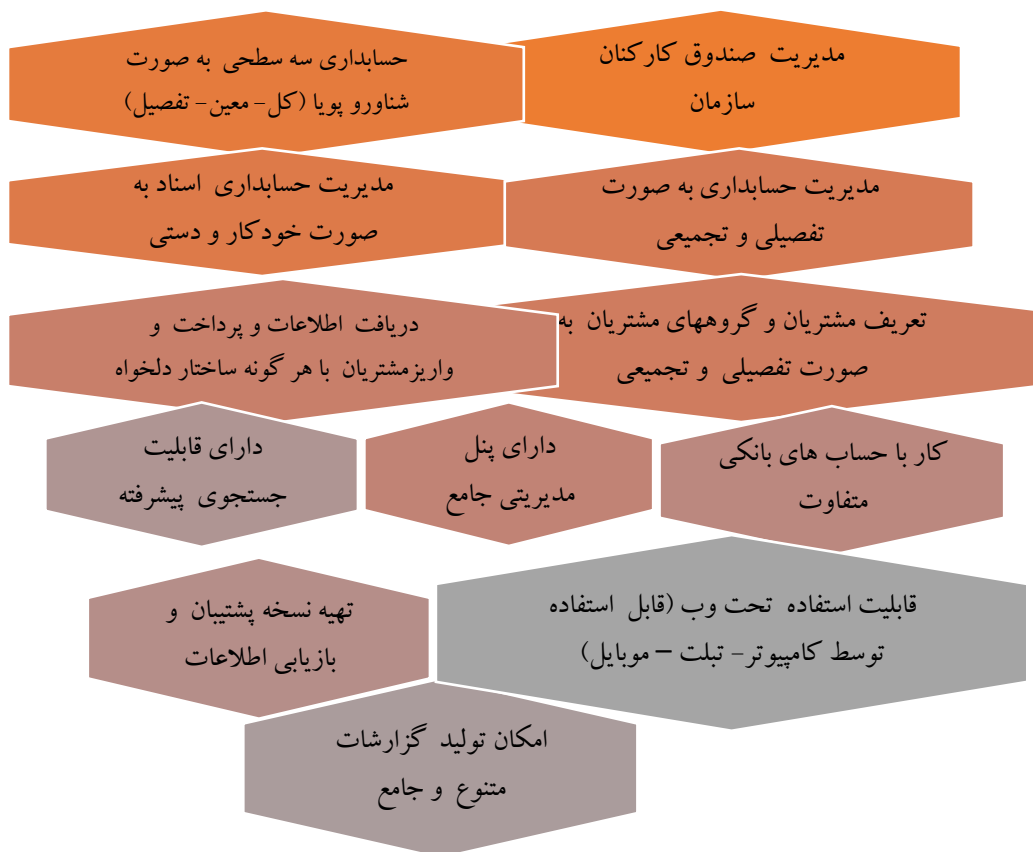 مدیریت صندوق کارکنان
سازمان
حسابداری سه سطحی به صورت
شناورو پویا (کل- معین- تفصیل)
مدیریت حسابداری به صورت
تفصیلی و تجمیعی
مدیریت حسابداری اسناد به
صورت خودکار و دستی
تعریف مشتریان و گروههای مشتریان به
صورت تفصیلی و تجمیعی
دریافت اطلاعات و پرداخت و
واریزمشتریان با هر گونه ساختار دلخواه
کار با حساب های بانکی
متفاوت
دارای پنل
مدیریتی جامع
دارای قابلیت
جستجوی پیشرفته
قابلیت استفاده تحت وب (قابل استفاده
توسط کامپیوتر- تبلت – موبایل)
تهیه نسخه پشتیبان و
بازیابی اطلاعات
امکان تولید گزارشات
متنوع و جامع